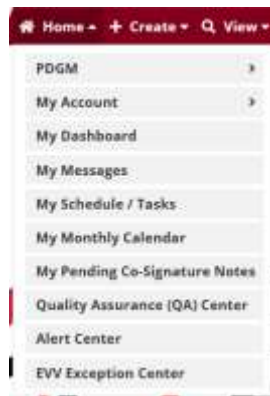 Home + Create Q View
PDGM
My Account
My Dashboard
My Messages
My Schedule / Tasks
My Monthly Calendar
My Pending Co-Signature Notes
Quality Assurance (QA) Center
Alert Center
EVV Exception Center